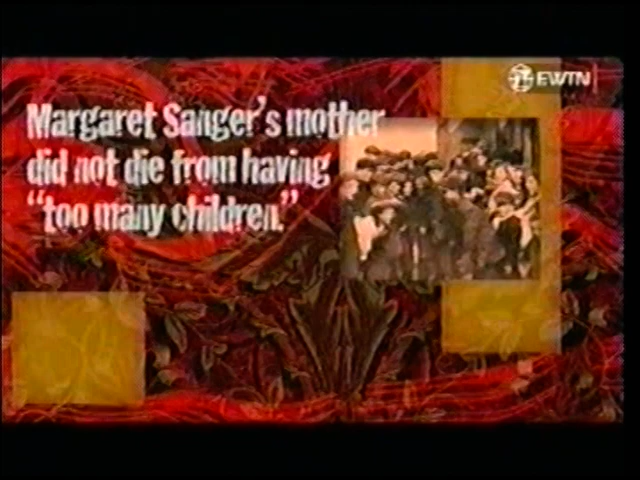 EWTN
Margaret Sanger's mother
did not die from having
"too many children."